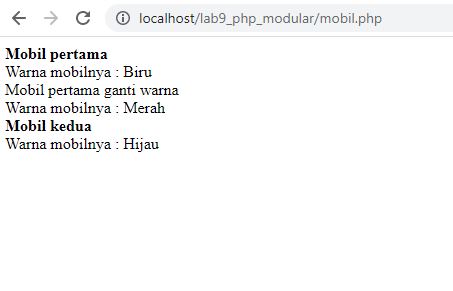 localhost/lab9_php_modular/mobil.php
Mobil pertama
Warna mobilnya : Biru
Mobil pertama ganti warna
Warna mobilnya : Merah
Mobil kedua
Warna mobilnya : Hijau